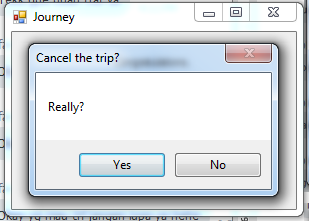 Journey
Cancel the trip?
Really?
Yes
No